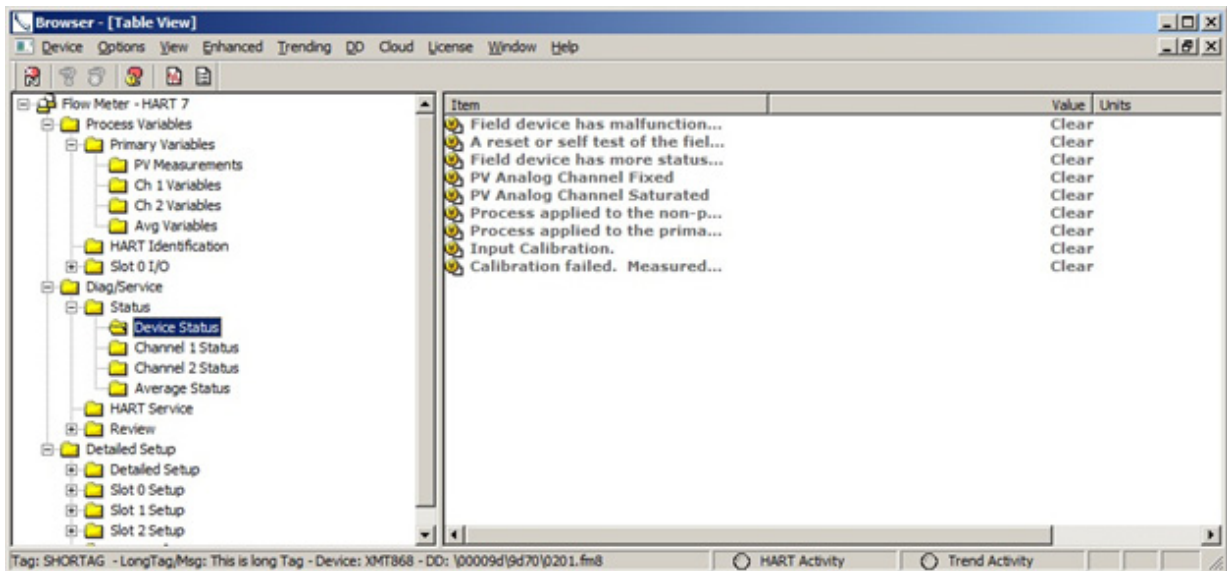 Browser - [Table View]
Device Options View Enhanced Trending DD Cloud License Window Help
Flow Meter - HART 7
Process Variables
Primary Variables
PV Measurements
Ch 1 Variables
Ch 2 Variables
Avg Variables
HART Identification
Slot 0 I/O
Diag/Service
Status
Device Status
Channel 1 Status
Channel 2 Status
Average Status
HART Service
Review
Detailed Setup
Detailed Setup
Slot 0 Setup
Slot 1 Setup
Slot 2 Setup
Item Value Units
Field device has malfunction... Clear
A reset or self test of the fiel... Clear
Field device has more status... Clear
PV Analog Channel Fixed Clear
PV Analog Channel Saturated Clear
Process applied to the non-p... Clear
Process applied to the prima... Clear
Input Calibration. Clear
Calibration failed. Measured... Clear
Tag: SHORTAG - LongTag/Msg: This is long Tag - Device: XMT868 - DD: \00009d\9d70\0201.fm8 HART Activity Trend Activity